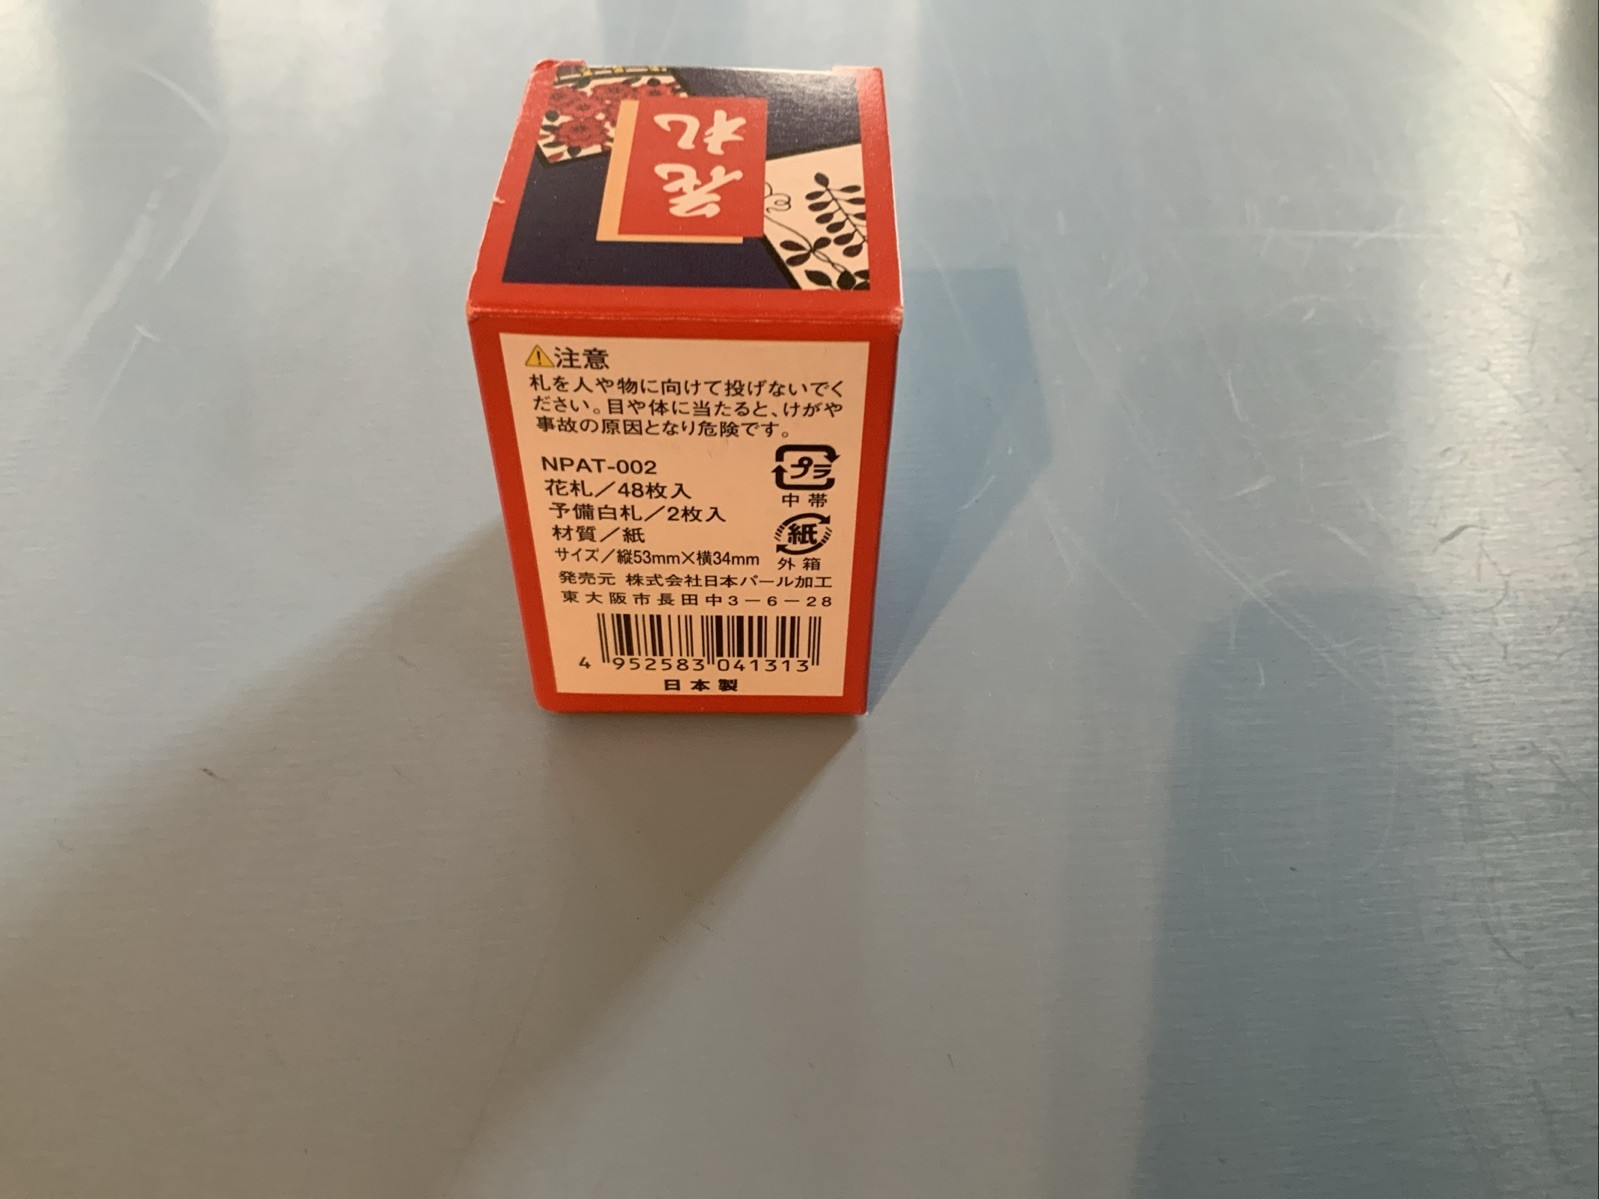 花札
⚠注意
札を人や物に向けて投げないでく
ださい。目や体に当たると、けがや
事故の原因となり危険です。
NPAT-002
花札／48枚入
予備白札／2枚入
材質／紙
サイズ／縦53mm×横34mm
プラ
中帯
紙
外箱
発売元 株式会社日本パール加工
東大阪市長田中3－6－28
4 952583 041313
日本製